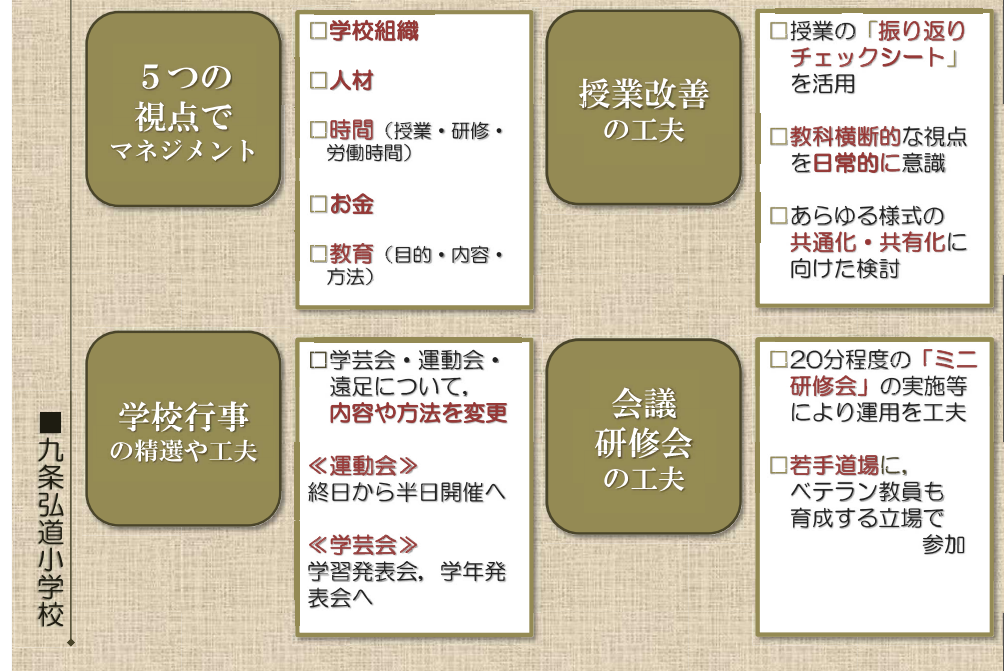 ■九条弘道小学校
５つの
視点で
マネジメント
□学校組織
□人材
□時間（授業・研修・
労働時間）
□お金
□教育（目的・内容・
方法）
授業改善
の工夫
□授業の「振り返り
チェックシート」
を活用
□教科横断的な視点
を日常的に意識
□あらゆる様式の
共通化・共有化に
向けた検討
学校行事
の精選や工夫
□学芸会・運動会・
遠足について，
内容や方法を変更
≪運動会≫
終日から半日開催へ
≪学芸会≫
学習発表会，学年発
表会へ
会議
研修会
の工夫
□20分程度の「ミニ
研修会」の実施等
により運用を工夫
□若手道場に，
ベテラン教員も
育成する立場で
参加